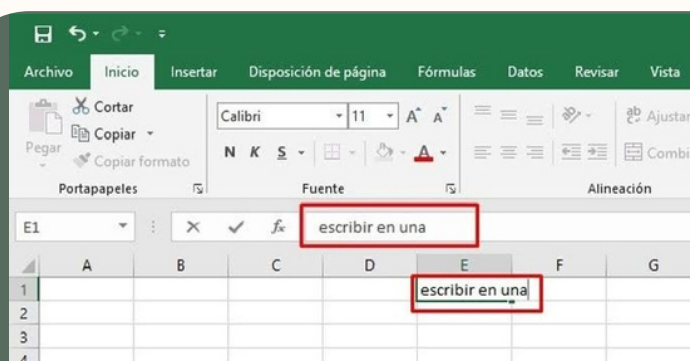 Archivo Inicio Insertar Disposición de página Fórmulas Datos Revisar Vista
Pegar
Cortar
Copiar
Copiar formato
Portapapeles
Calibri 11 A A
N K S A
Fuente
ab Ajustar
Combi
Alineación
E1 fx escribir en una
A B C D E F G
1 escribir en una
2
3
4